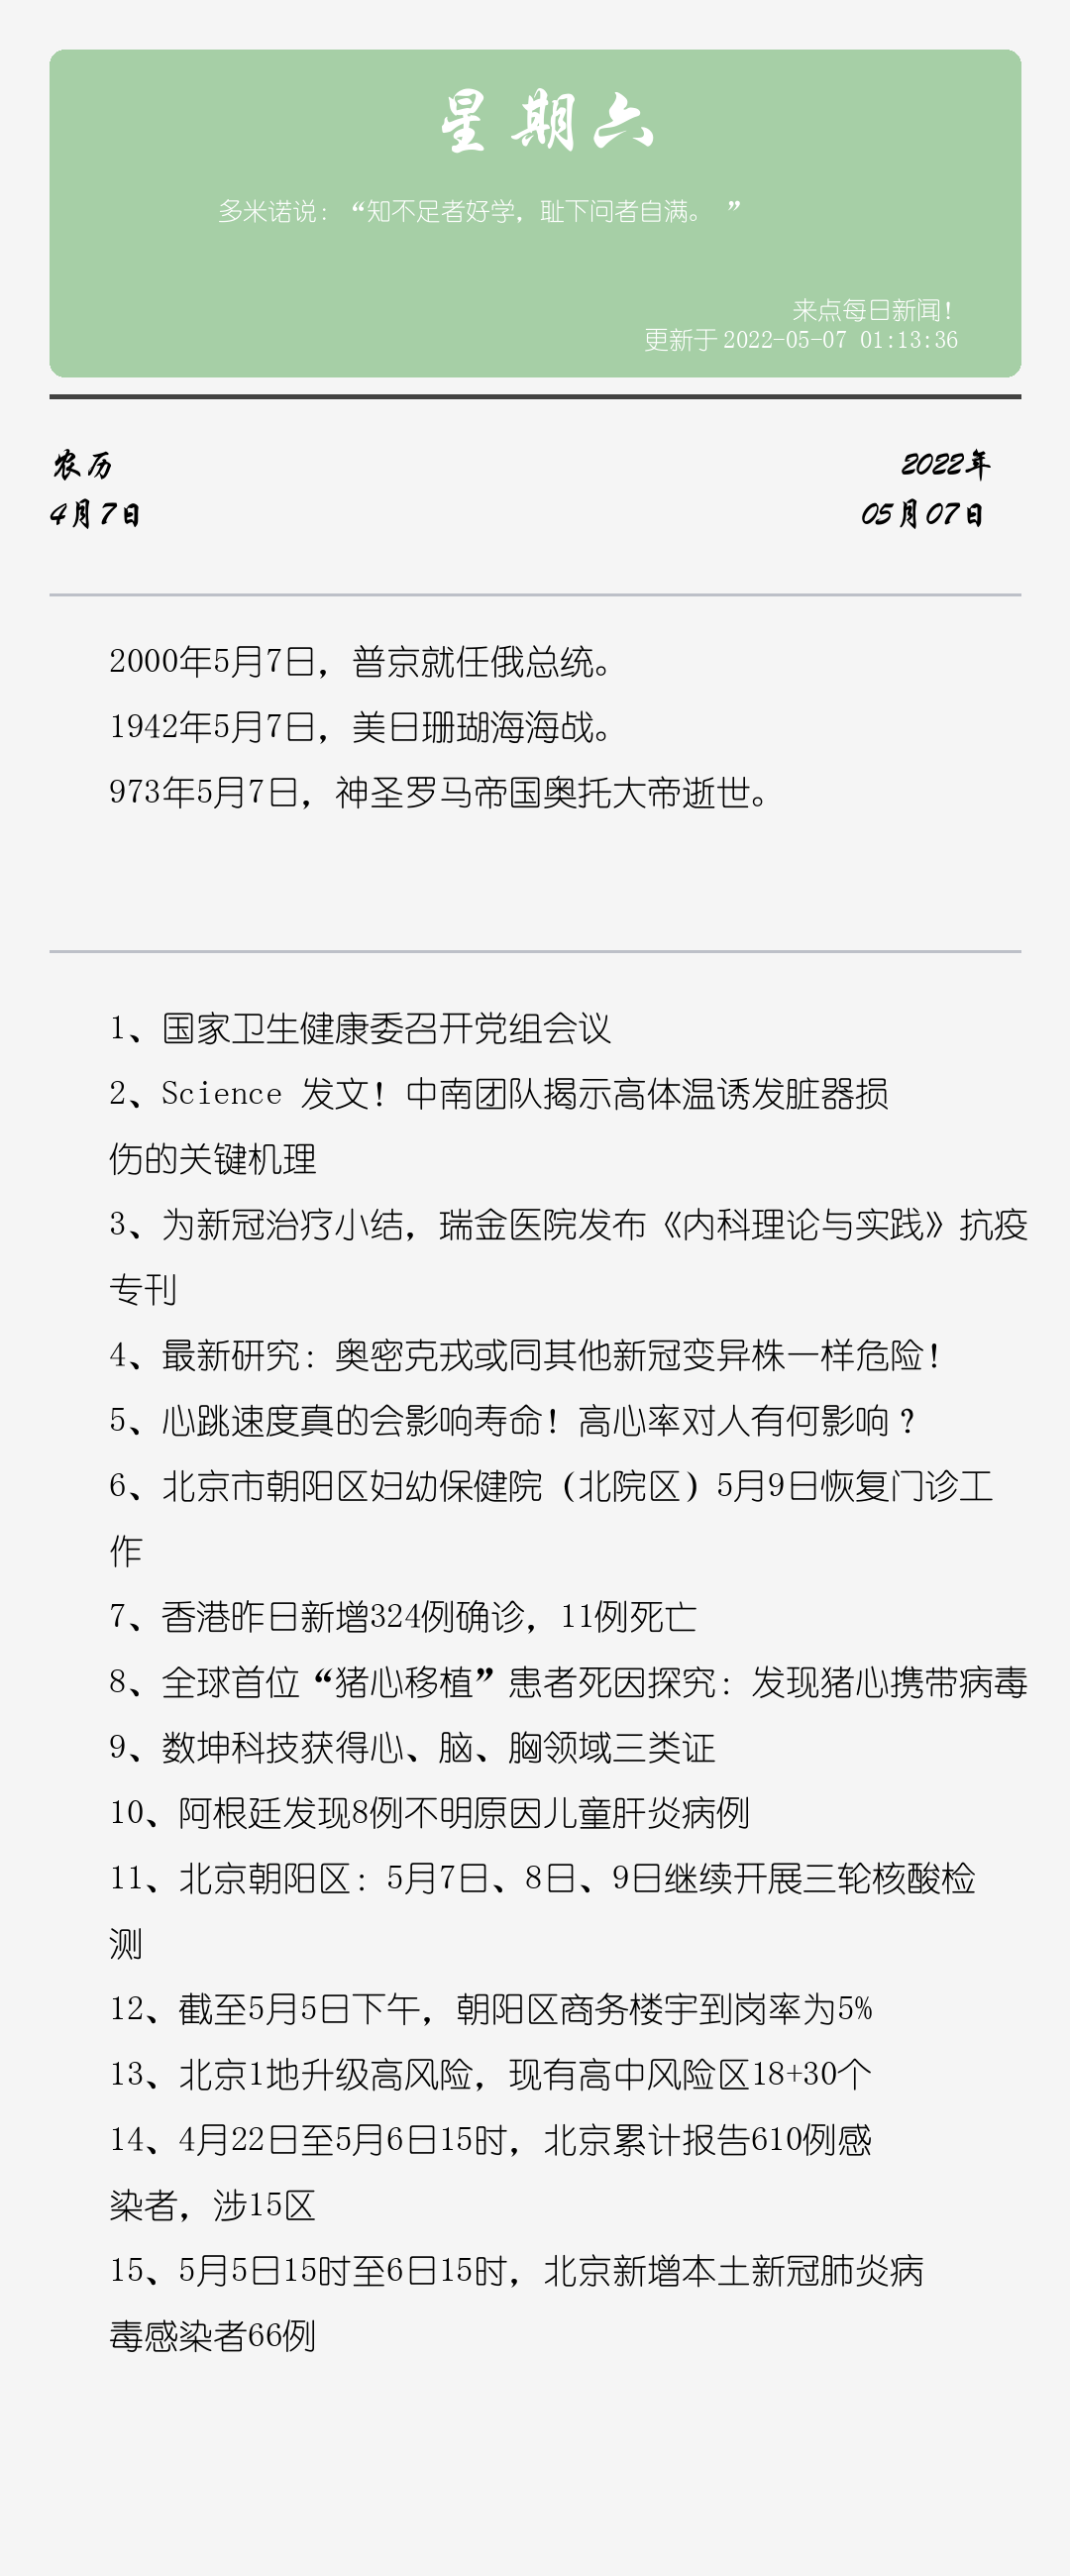 星期六
多米诺说：“知不足者好学，耻下问者自满。 ”
来点每日新闻！
更新于 2022-05-07 01:13:36
农历
2022年
4月7日
05月07日
2000年5月7日，普京就任俄总统。
1942年5月7日，美日珊瑚海海战。
973年5月7日，神圣罗马帝国奥托大帝逝世。
1、国家卫生健康委召开党组会议
2、Science 发文！中南团队揭示高体温诱发脏器损
伤的关键机理
3、为新冠治疗小结，瑞金医院发布《内科理论与实践》抗疫
专刊
4、最新研究：奥密克戎或同其他新冠变异株一样危险！
5、心跳速度真的会影响寿命！高心率对人有何影响？
6、北京市朝阳区妇幼保健院（北院区）5月9日恢复门诊工
作
7、香港昨日新增324例确诊，11例死亡
8、全球首位“猪心移植”患者死因探究：发现猪心携带病毒
9、数坤科技获得心、脑、胸领域三类证
10、阿根廷发现8例不明原因儿童肝炎病例
11、北京朝阳区：5月7日、8日、9日继续开展三轮核酸检
测
12、截至5月5日下午，朝阳区商务楼宇到岗率为5%
13、北京1地升级高风险，现有高中风险区18+30个
14、4月22日至5月6日15时，北京累计报告610例感
染者，涉15区
15、5月5日15时至6日15时，北京新增本土新冠肺炎病
毒感染者66例